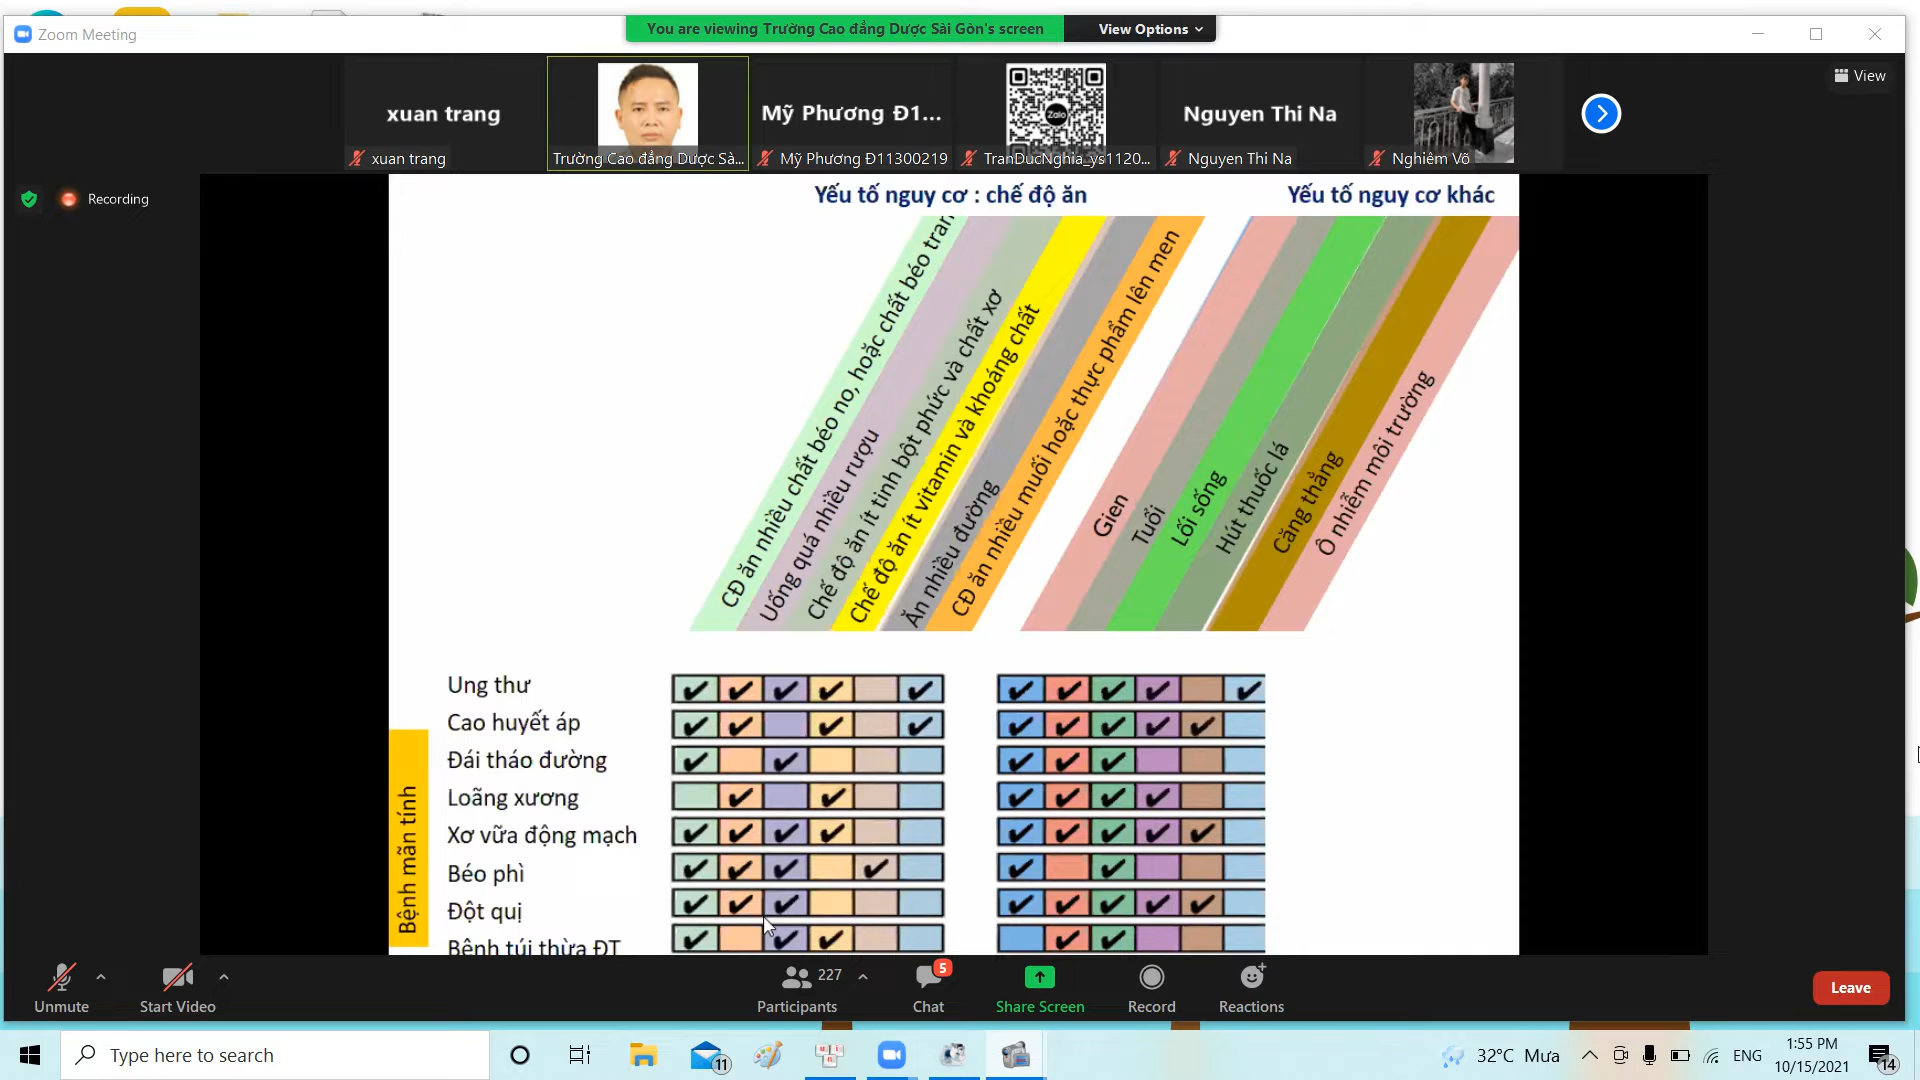 Zoom Meeting
You are viewing Trường Cao đẳng Dược Sài Gòn's screen
View Options
View
xuan trang
Mỹ Phương Đ1...
Zalo
Nguyen Thi Na
xuan trang
Trường Cao đẳng Dược Sà...
Mỹ Phương Đ11300219
TranDucNghia_ys1120...
Nguyen Thi Na
Nghiêm Võ
Recording
Yếu tố nguy cơ : chế độ ăn
Yếu tố nguy cơ khác
CĐ ăn nhiều chất béo no, hoặc chất béo tran
Uống quá nhiều rượu
Chế độ ăn ít tinh bột phức và chất xơ
Chế độ ăn ít vitamin và khoáng chất
Ăn nhiều đường
CĐ ăn nhiều muối hoặc thực phẩm lên men
Gien
Tuổi
Lối sống
Hút thuốc lá
Căng thẳng
Ô nhiễm môi trường
Bệnh mãn tính
Ung thư
Cao huyết áp
Đái tháo đường
Loãng xương
Xơ vữa động mạch
Béo phì
Đột quị
Bệnh túi thừa ĐT
Unmute
Start Video
227
Participants
5
Chat
Share Screen
Record
Reactions
Leave
Type here to search
11
32°C Mưa
ENG
1:55 PM
10/15/2021
14